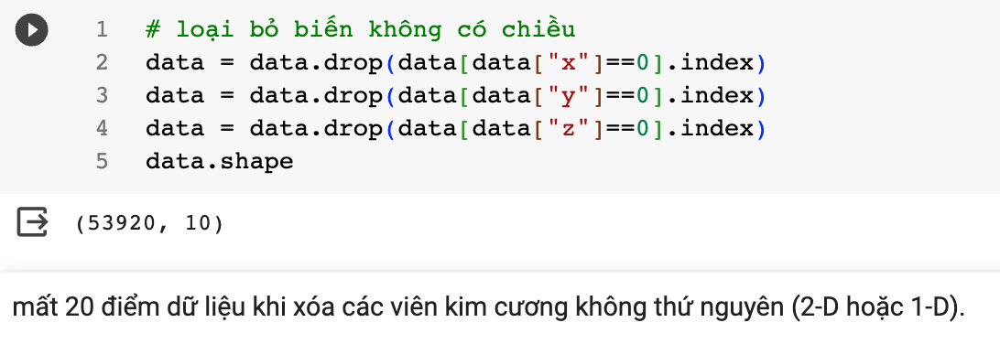 1 # loại bỏ biến không có chiều
2 data = data.drop(data[data["x"]==0].index)
3 data = data.drop(data[data["y"]==0].index)
4 data = data.drop(data[data["z"]==0].index)
5 data.shape
(53920, 10)
mất 20 điểm dữ liệu khi xóa các viên kim cương không thứ nguyên (2-D hoặc 1-D).